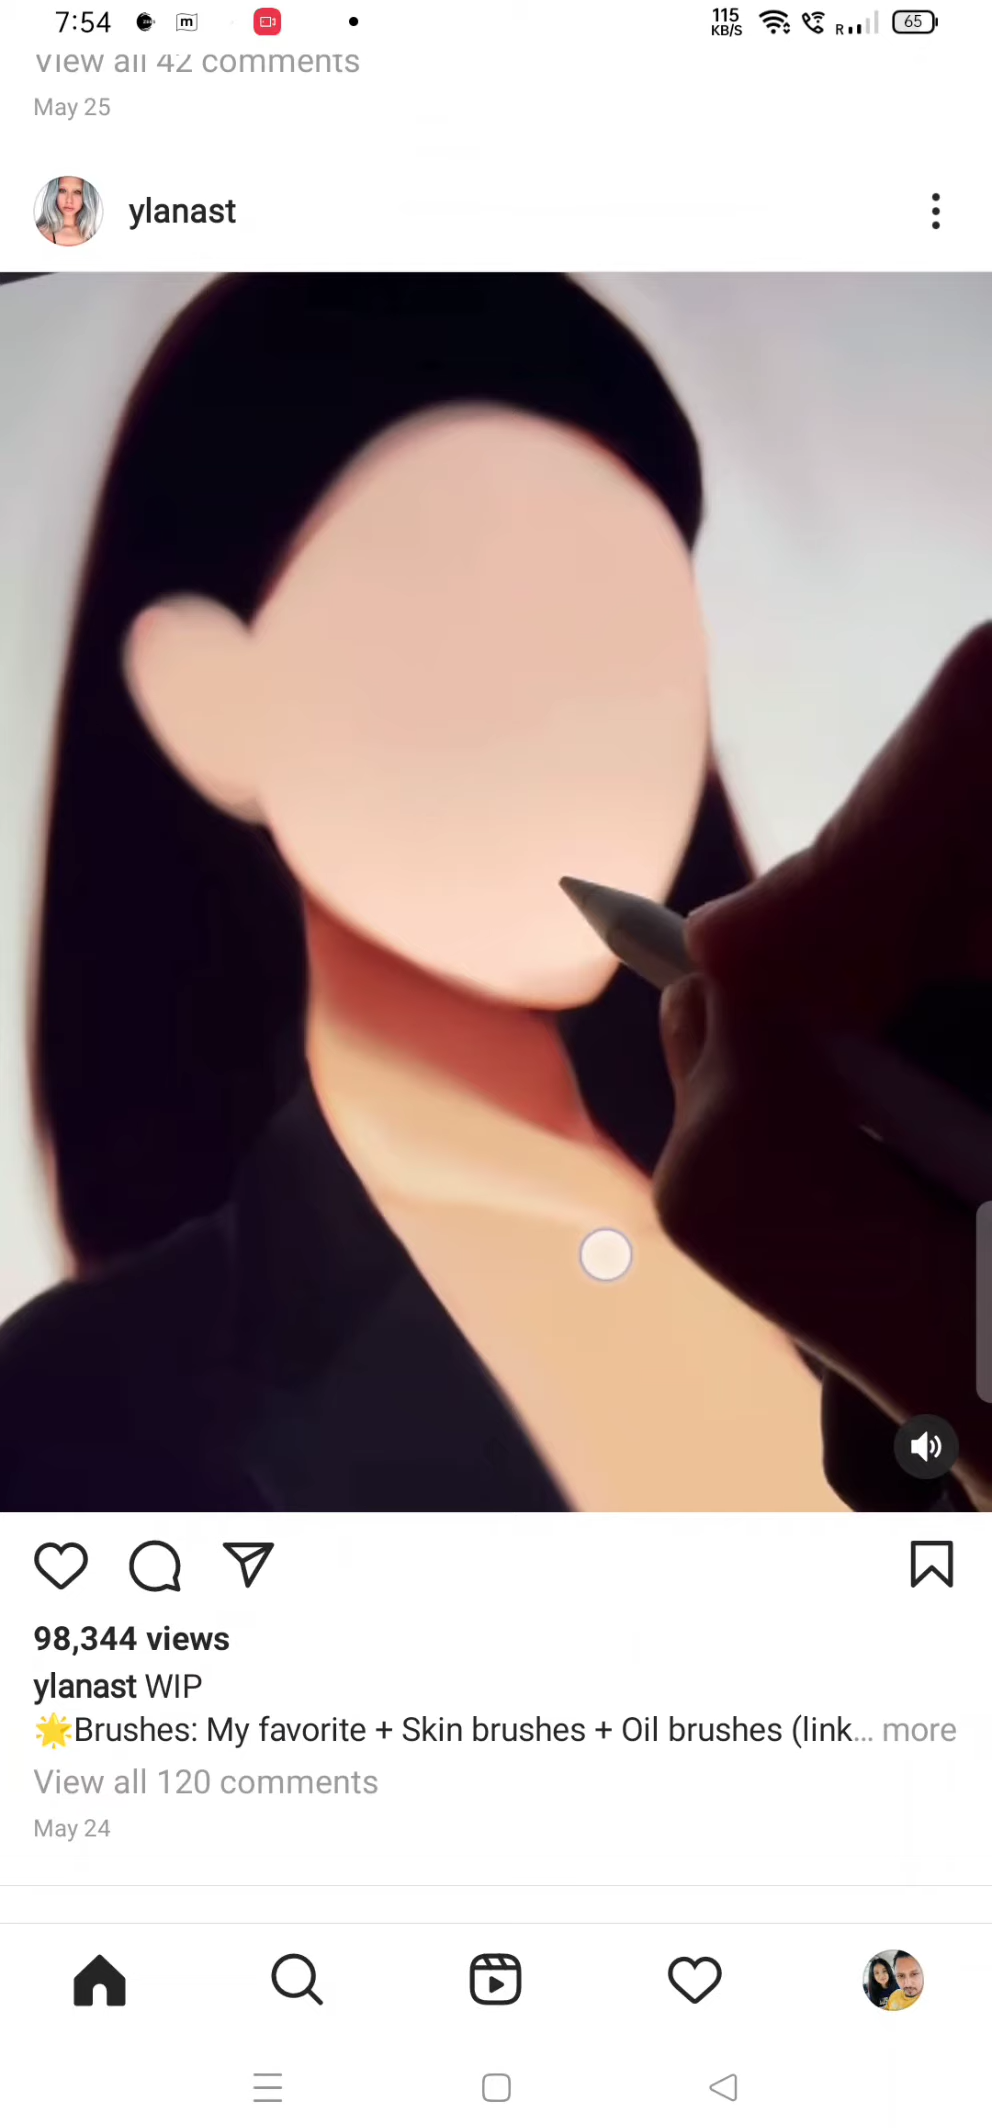 7:54 m 115 KB/S R 65
View all 42 comments
May 25
ylanast
98,344 views
ylanast WIP
🌟Brushes: My favorite + Skin brushes + Oil brushes (link... more
View all 120 comments
May 24